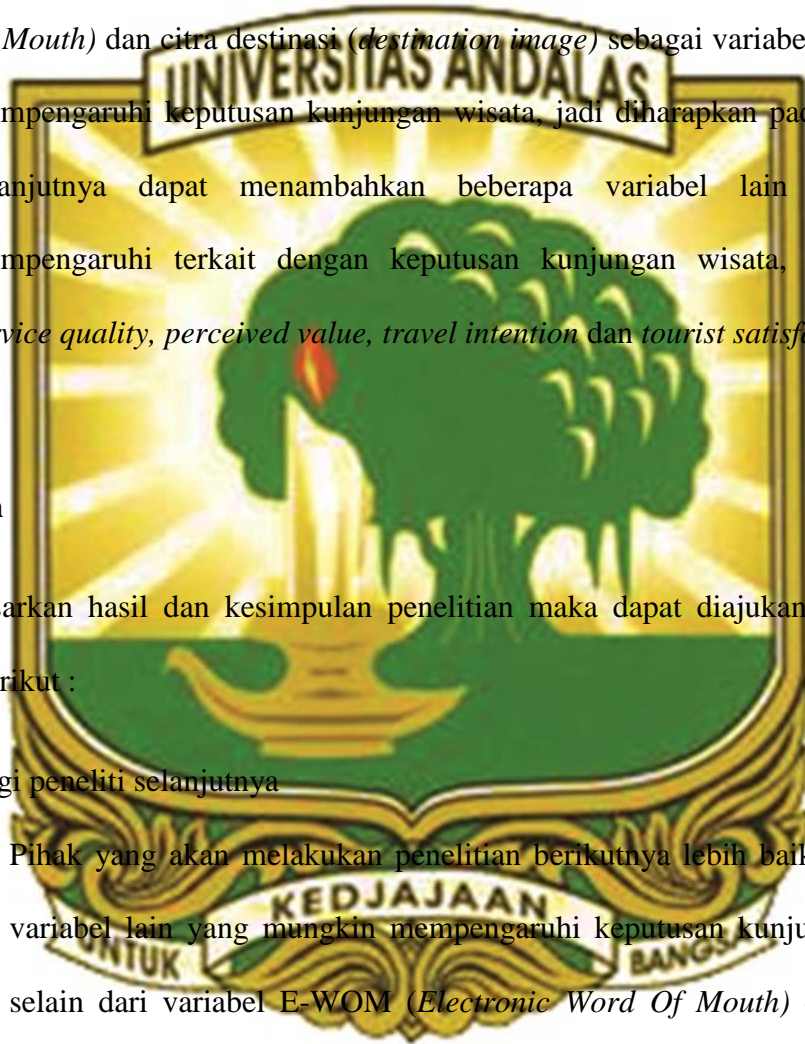 Mouth) dan citra destinasi (destination image) sebagai variabe
UNIVERSITAS ANDALAS
mpengaruhi keputusan kunjungan wisata, jadi diharapkan pad
anjutnya dapat menambahkan beberapa variabel lain
mpengaruhi terkait dengan keputusan kunjungan wisata,
vice quality, perceived value, travel intention dan tourist satisfa
sarkan hasil dan kesimpulan penelitian maka dapat diajukan
rikut :
gi peneliti selanjutnya
Pihak yang akan melakukan penelitian berikutnya lebih baik
KEDJAJAAN
variabel lain yang mungkin mempengaruhi keputusan kunju
UNTUK BANGSA
selain dari variabel E-WOM (Electronic Word Of Mouth)